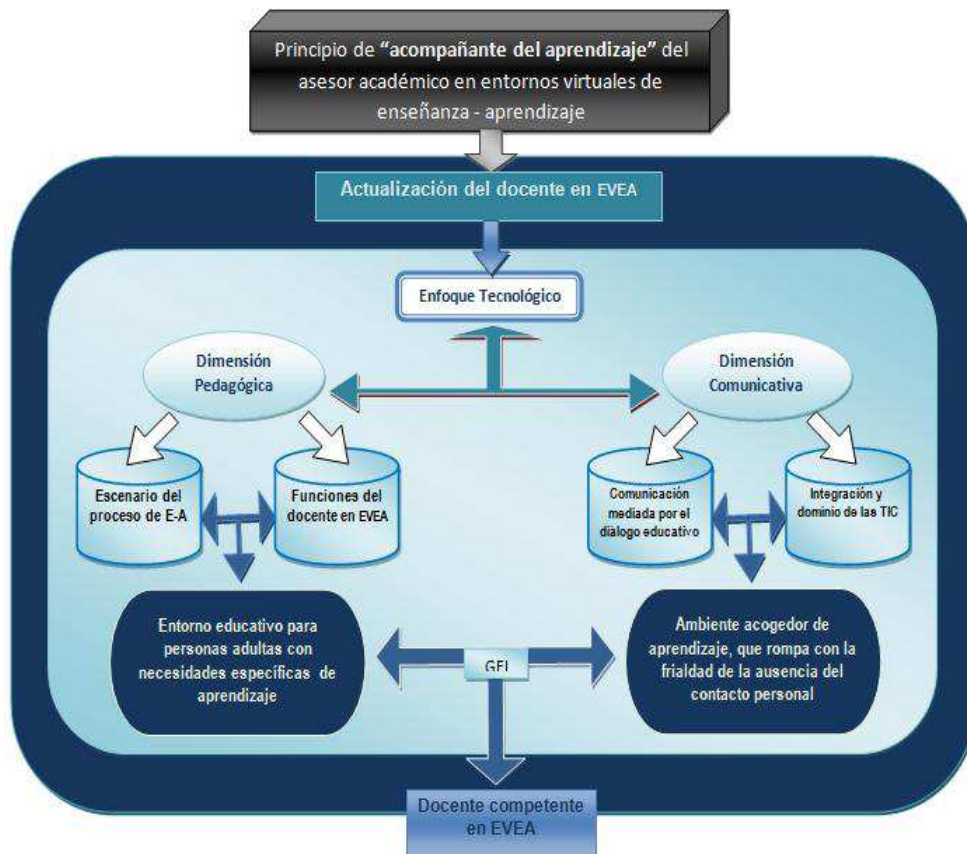 Principio de “acompañante del aprendizaje” del
asesor académico en entornos virtuales de
enseñanza - aprendizaje
Actualización del docente en EVEA
Enfoque Tecnológico
Dimensión
Pedagógica
Dimensión
Comunicativa
Escenario del
proceso de E-A
Funciones del
docente en EVEA
Comunicación
mediada por el
diálogo educativo
Integración y
dominio de las TIC
Entorno educativo para
personas adultas con
necesidades específicas de
aprendizaje
Ambiente acogedor de
aprendizaje, que rompa con la
frialdad de la ausencia del
contacto personal
Docente competente
en EVEA